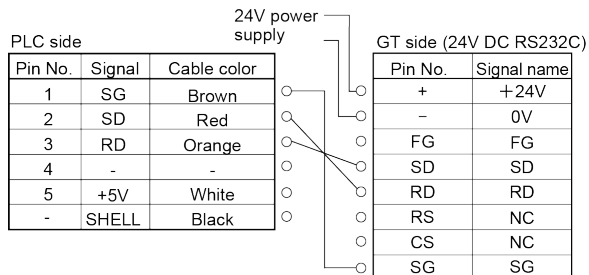 24V power
supply
PLC side
Pin No. Signal Cable color
1 SG Brown
2 SD Red
3 RD Orange
4 - -
5 +5V White
- SHELL Black
GT side (24V DC RS232C)
Pin No. Signal name
+ +24V
− 0V
FG FG
SD SD
RD RD
RS NC
CS NC
SG SG